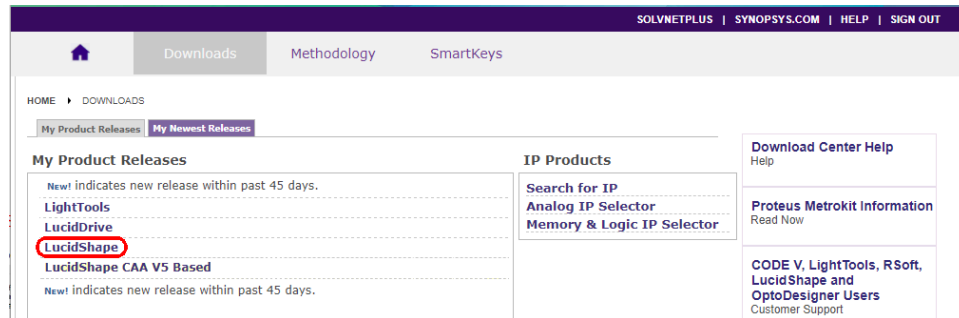 SOLVNETPLUS | SYNOPSYS.COM | HELP | SIGN OUT
Downloads Methodology SmartKeys
HOME DOWNLOADS
My Product Releases My Newest Releases
My Product Releases
NEW! indicates new release within past 45 days.
LightTools
LucidDrive
LucidShape
LucidShape CAA V5 Based
NEW! indicates new release within past 45 days.
IP Products
Search for IP
Analog IP Selector
Memory & Logic IP Selector
Download Center Help
Help
Proteus Metrokit Information
Read Now
CODE V, LightTools, RSoft,
LucidShape and
OptoDesigner Users
Customer Support